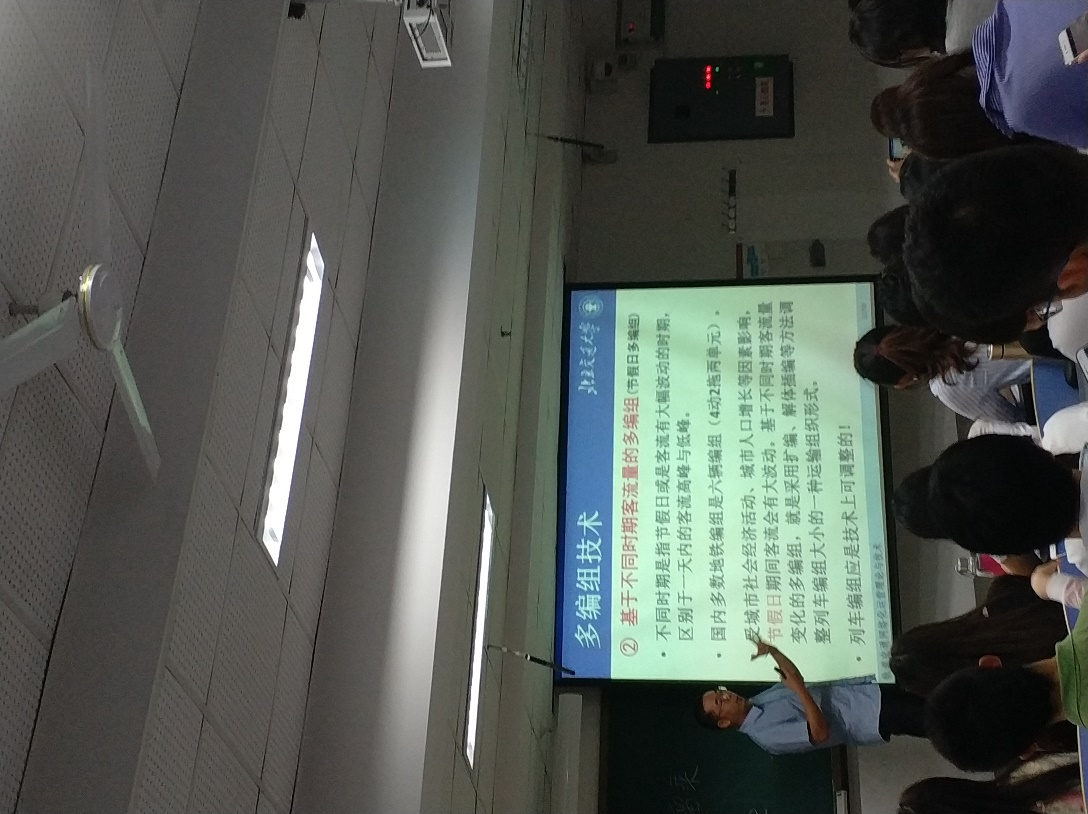 多编组技术
北京交通大学
② 基于不同时期客流量的多编组(节假日多编组)
• 不同时期是指节假日或是客流有大幅波动的时期，
区别于一天内的客流高峰与低峰。
• 国内多数地铁编组是六辆编组（4动2拖两单元）。
受城市社会经济活动、城市人口增长等因素影响，
节假日期间客流会有大波动。基于不同时期客流量
变化的多编组，就是采用扩编、解体插编等方法调
整列车编组大小的一种运输组织形式。
• 列车编组应是技术上可调整的！